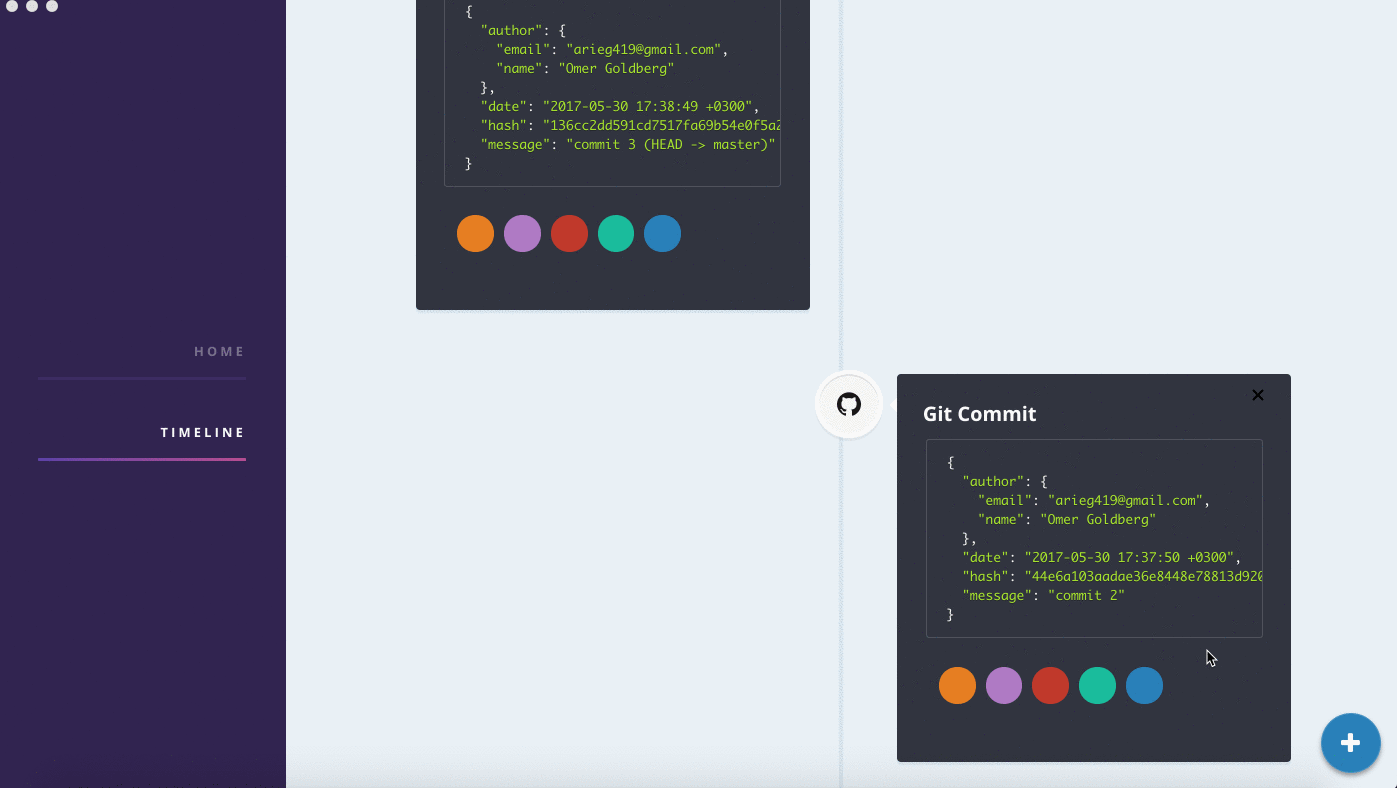 {
"author": {
"email": "arieg419@gmail.com",
"name": "Omer Goldberg"
},
"date": "2017-05-30 17:38:49 +0300",
"hash": "136cc2dd591cd7517fa69b54e0f5a2
"message": "commit 3 (HEAD -> master)"
}
HOME
TIMELINE
Git Commit
{
"author": {
"email": "arieg419@gmail.com",
"name": "Omer Goldberg"
},
"date": "2017-05-30 17:37:50 +0300",
"hash": "44e6a103aadae36e8448e78813d920
"message": "commit 2"
}